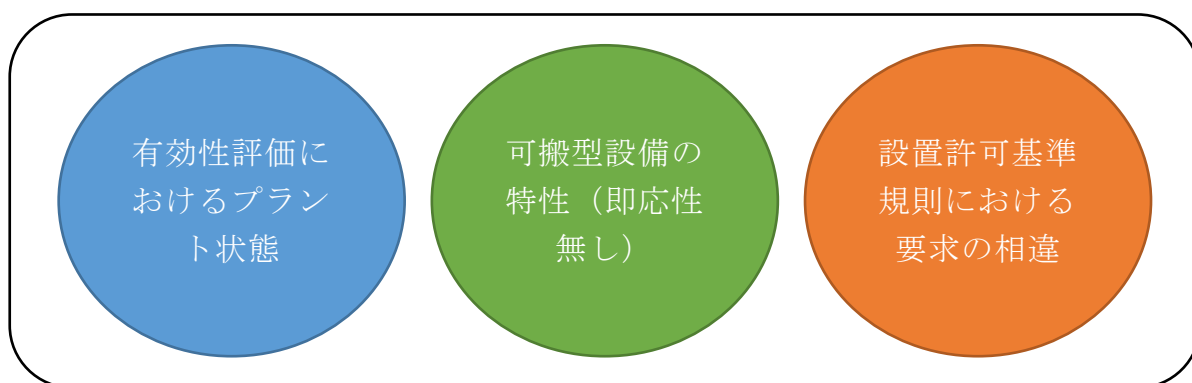 有効性評価に
おけるプラン
ト状態
可搬型設備の
特性（即応性
無し）
設置許可基準
規則における
要求の相違